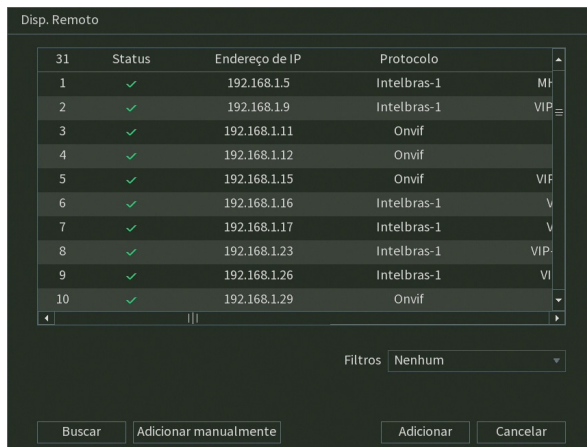 Disp. Remoto
31 Status Endereço de IP Protocolo
1 192.168.1.5 Intelbras-1
2 192.168.1.9 Intelbras-1 VIP
3 192.168.1.11 Onvif
4 192.168.1.12 Onvif
5 192.168.1.15 Onvif
6 192.168.1.16 Intelbras-1
7 192.168.1.17 Intelbras-1
8 192.168.1.23 Intelbras-1 VIP-
9 192.168.1.26 Intelbras-1
10 192.168.1.29 Onvif
Filtros Nenhum
Buscar Adicionar manualmente Adicionar Cancelar